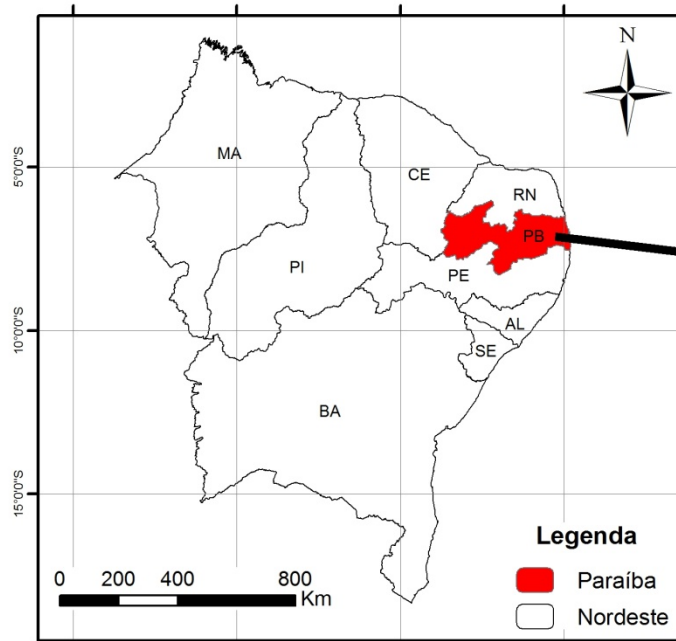 N
MA
CE
RN
5°0'0"S
PB
PI
PE
AL
10°0'0"S
SE
BA
15°0'0"S
Legenda
0 200 400 800
Km
Paraíba
Nordeste